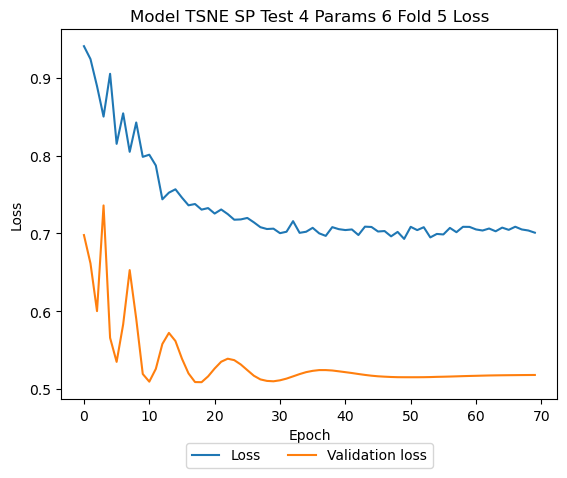 Model TSNE SP Test 4 Params 6 Fold 5 Loss
Loss
0.9
0.8
0.7
0.6
0.5
0 10 20 30 40 50 60 70
Epoch
Loss Validation loss